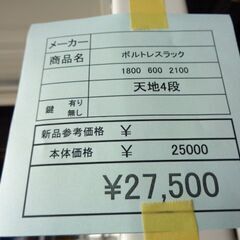 メーカー
商品名 ボルトレスラック
1800 600 2100
天地4段
鍵 有り 無し
新品参考価格 ¥
本体価格 ¥ 25000
¥27,500